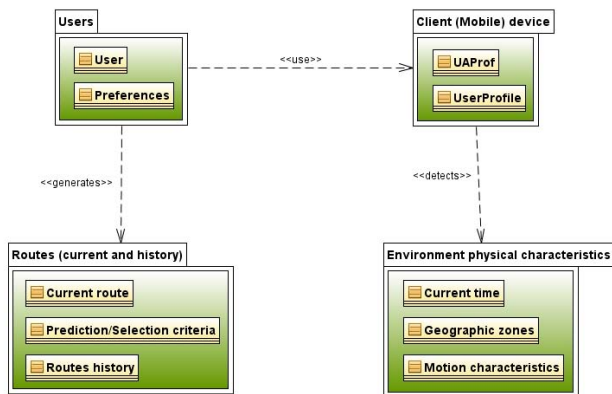 Users
User
Preferences
<<use>>
Client (Mobile) device
UAProf
UserProfile
<<generates>>
<<detects>>
Routes (current and history)
Current route
Prediction/Selection criteria
Routes history
Environment physical characteristics
Current time
Geographic zones
Motion characteristics